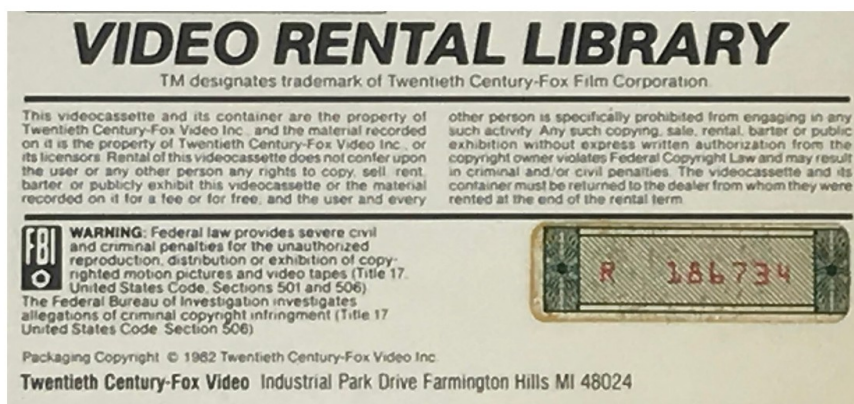 VIDEO RENTAL LIBRARY
TM designates trademark of Twentieth Century-Fox Film Corporation.
This videocassette and its container are the property of
Twentieth Century-Fox Video Inc., and the material recorded
on it is the property of Twentieth Century-Fox Video Inc., or
its licensors. Rental of this videocassette does not confer upon
the user or any other person any rights to copy, sell, rent,
barter, or publicly exhibit this videocassette or the material
recorded on it for a fee or for free, and the user and every
other person is specifically prohibited from engaging in any
such activity. Any such copying, sale, rental, barter or public
exhibition without express written authorization from the
copyright owner violates Federal Copyright Law and may result
in criminal and/or civil penalties. The videocassette and its
container must be returned to the dealer from whom they were
rented at the end of the rental term.
FBI
WARNING: Federal law provides severe civil
and criminal penalties for the unauthorized
reproduction, distribution or exhibition of copy-
righted motion pictures and video tapes (Title 17,
United States Code, Sections 501 and 506)
The Federal Bureau of Investigation investigates
allegations of criminal copyright infringment (Title 17
United States Code, Section 506)
R 186734
Packaging Copyright © 1982 Twentieth Century-Fox Video Inc.
Twentieth Century-Fox Video Industrial Park Drive Farmington Hills MI 48024